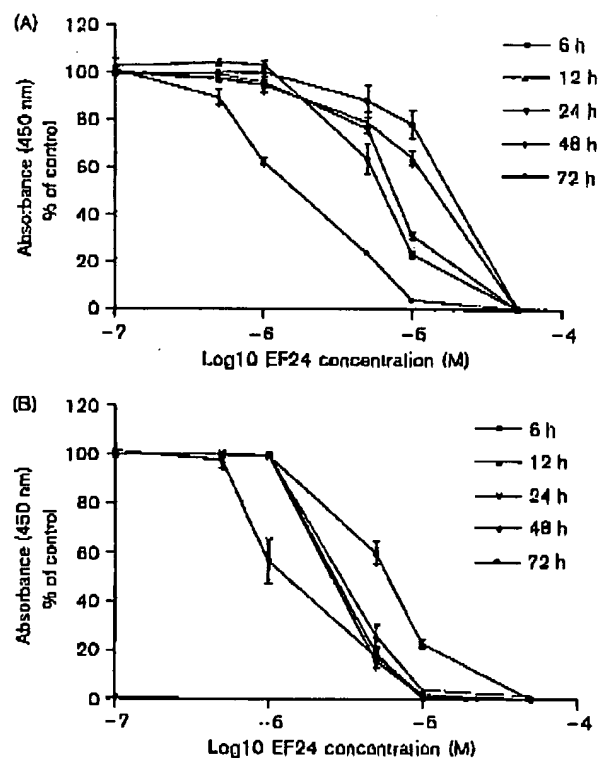 (A)
120
100
80
60
40
20
0
Absorbance (450 nm)
% of control
6 h
12 h
24 h
48 h
72 h
-7
-6
-5
-4
Log10 EF24 concentration (M)
(B)
120
100
80
60
40
20
0
Absorbance (450 nm)
% of control
6 h
12 h
24 h
48 h
72 h
-7
-6
-5
-4
Log10 EF24 concentration (M)